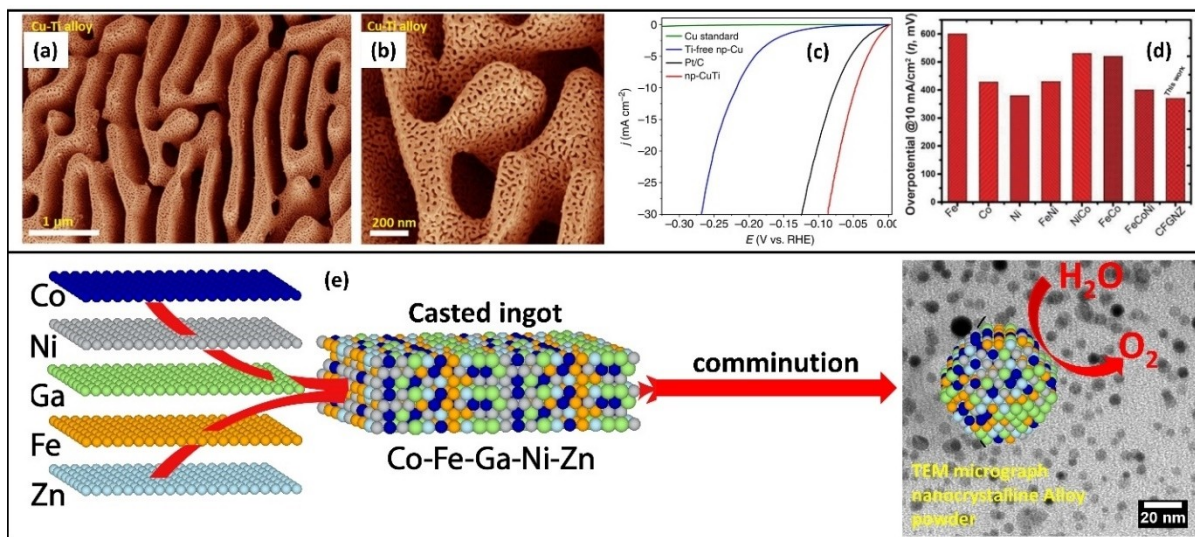 Cu-Ti alloy
(a)
1 μm
Cu-Ti alloy
(b)
200 nm
(c)
0
−5
−10
−15
−20
−25
−30
j (mA cm⁻²)
Cu standard
Ti-free np-Cu
Pt/C
np-CuTi
−0.30 −0.25 −0.20 −0.15 −0.10 −0.05 0.00
E (V vs. RHE)
(d)
Overpotential @10 mA/cm² (η, mV)
600
500
400
300
200
100
0
This work
Fe
Co
Ni
FeNi
NiCo
FeCo
FeCoNi
CFGNZ
(e)
Co
Ni
Ga
Fe
Zn
Casted ingot
Co-Fe-Ga-Ni-Zn
comminution
H₂O
O₂
TEM micrograph
nanocrystalline Alloy
powder
20 nm